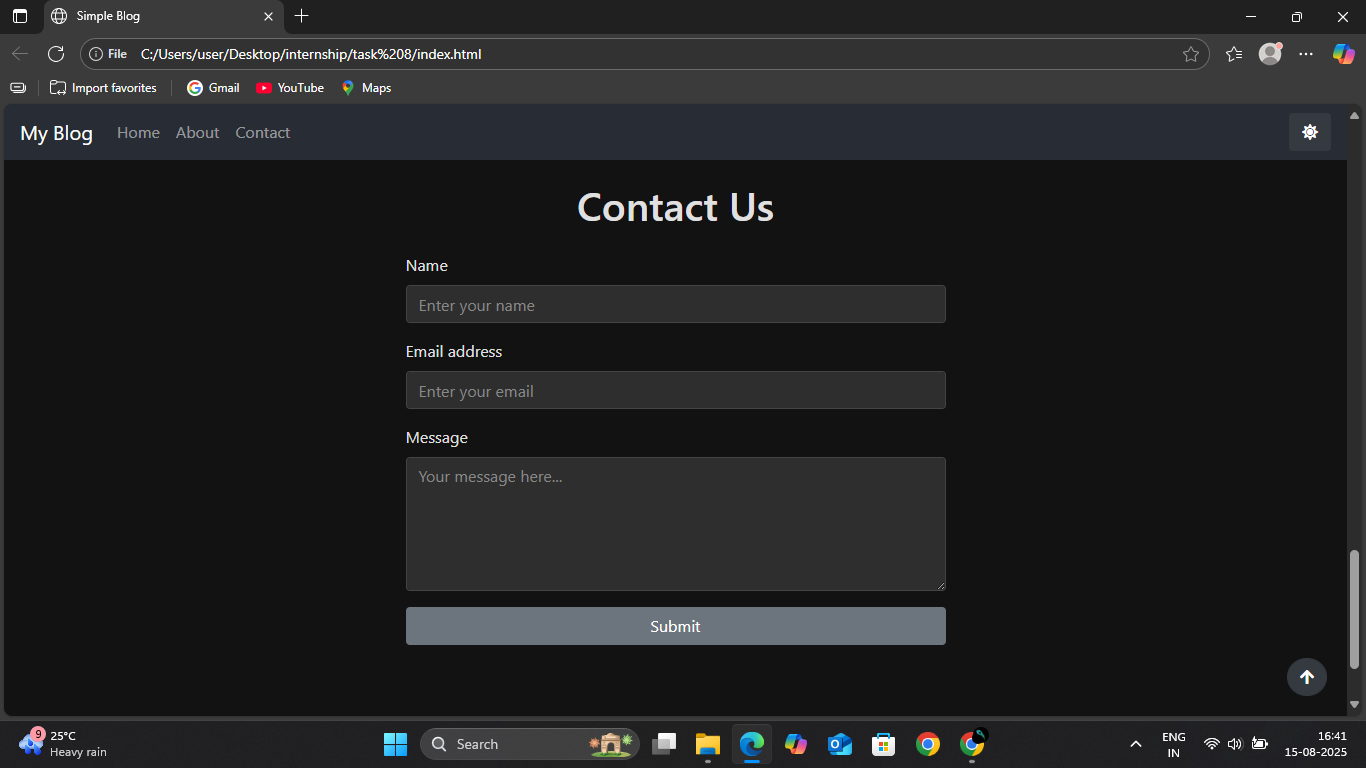 Simple Blog
File C:/Users/user/Desktop/internship/task%208/index.html
Import favorites Gmail YouTube Maps
My Blog Home About Contact
Contact Us
Name
Enter your name
Email address
Enter your email
Message
Your message here...
Submit
9 25°C
Heavy rain
Search
ENG
IN
16:41
15-08-2025